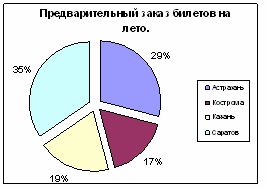 Предварительный заказ билетов на
лето.
35%
29%
19%
17%
Астрахань
Кострома
Казань
Саратов